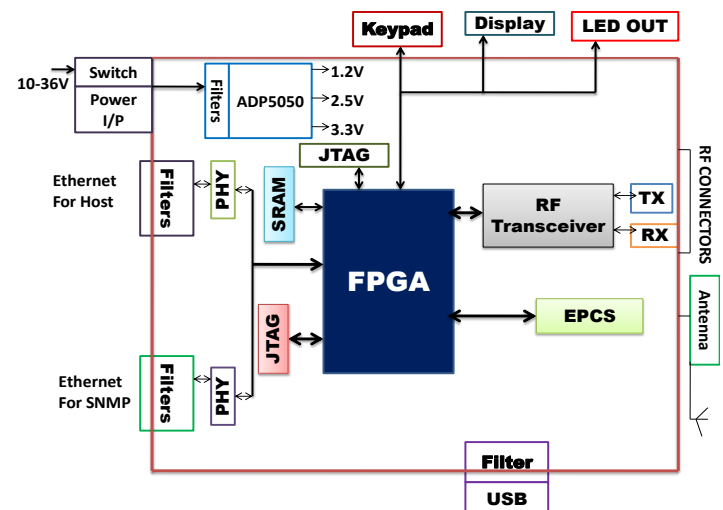 Keypad
Display
LED OUT
10-36V
Switch
Power
I/P
Filters
ADP5050
1.2V
2.5V
3.3V
JTAG
Ethernet
For Host
Filters
PHY
SRAM
FPGA
RF
Transceiver
TX
RX
RF CONNECTORS
JTAG
EPCS
Antenna
Ethernet
For SNMP
Filters
PHY
Filter
USB